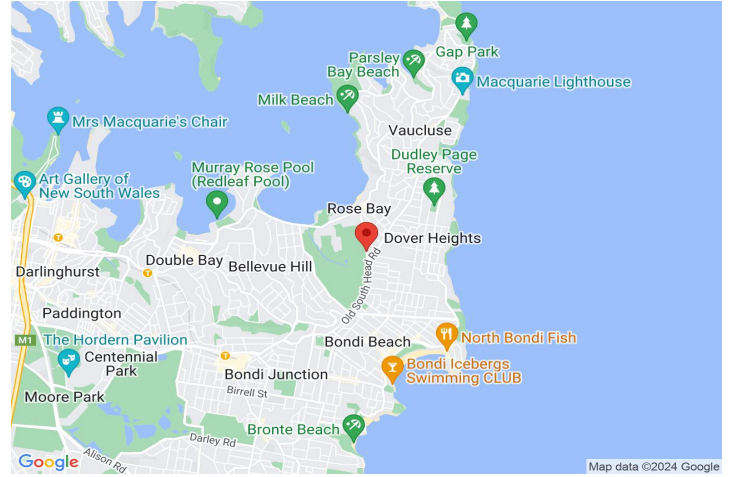 Gap Park
Parsley
Bay Beach
Macquarie Lighthouse
Milk Beach
Mrs Macquarie's Chair
Vaucluse
Dudley Page
Reserve
Murray Rose Pool
(Redleaf Pool)
Art Gallery of
New South Wales
Rose Bay
Dover Heights
Double Bay
Bellevue Hill
Darlinghurst
Old South Head Rd
Paddington
M1
The Hordern Pavilion
Bondi Beach
North Bondi Fish
Centennial
Park
Bondi Icebergs
Swimming CLUB
Bondi Junction
Moore Park
Birrell St
Bronte Beach
Darley Rd
Alison Rd
Google
Map data ©2024 Google